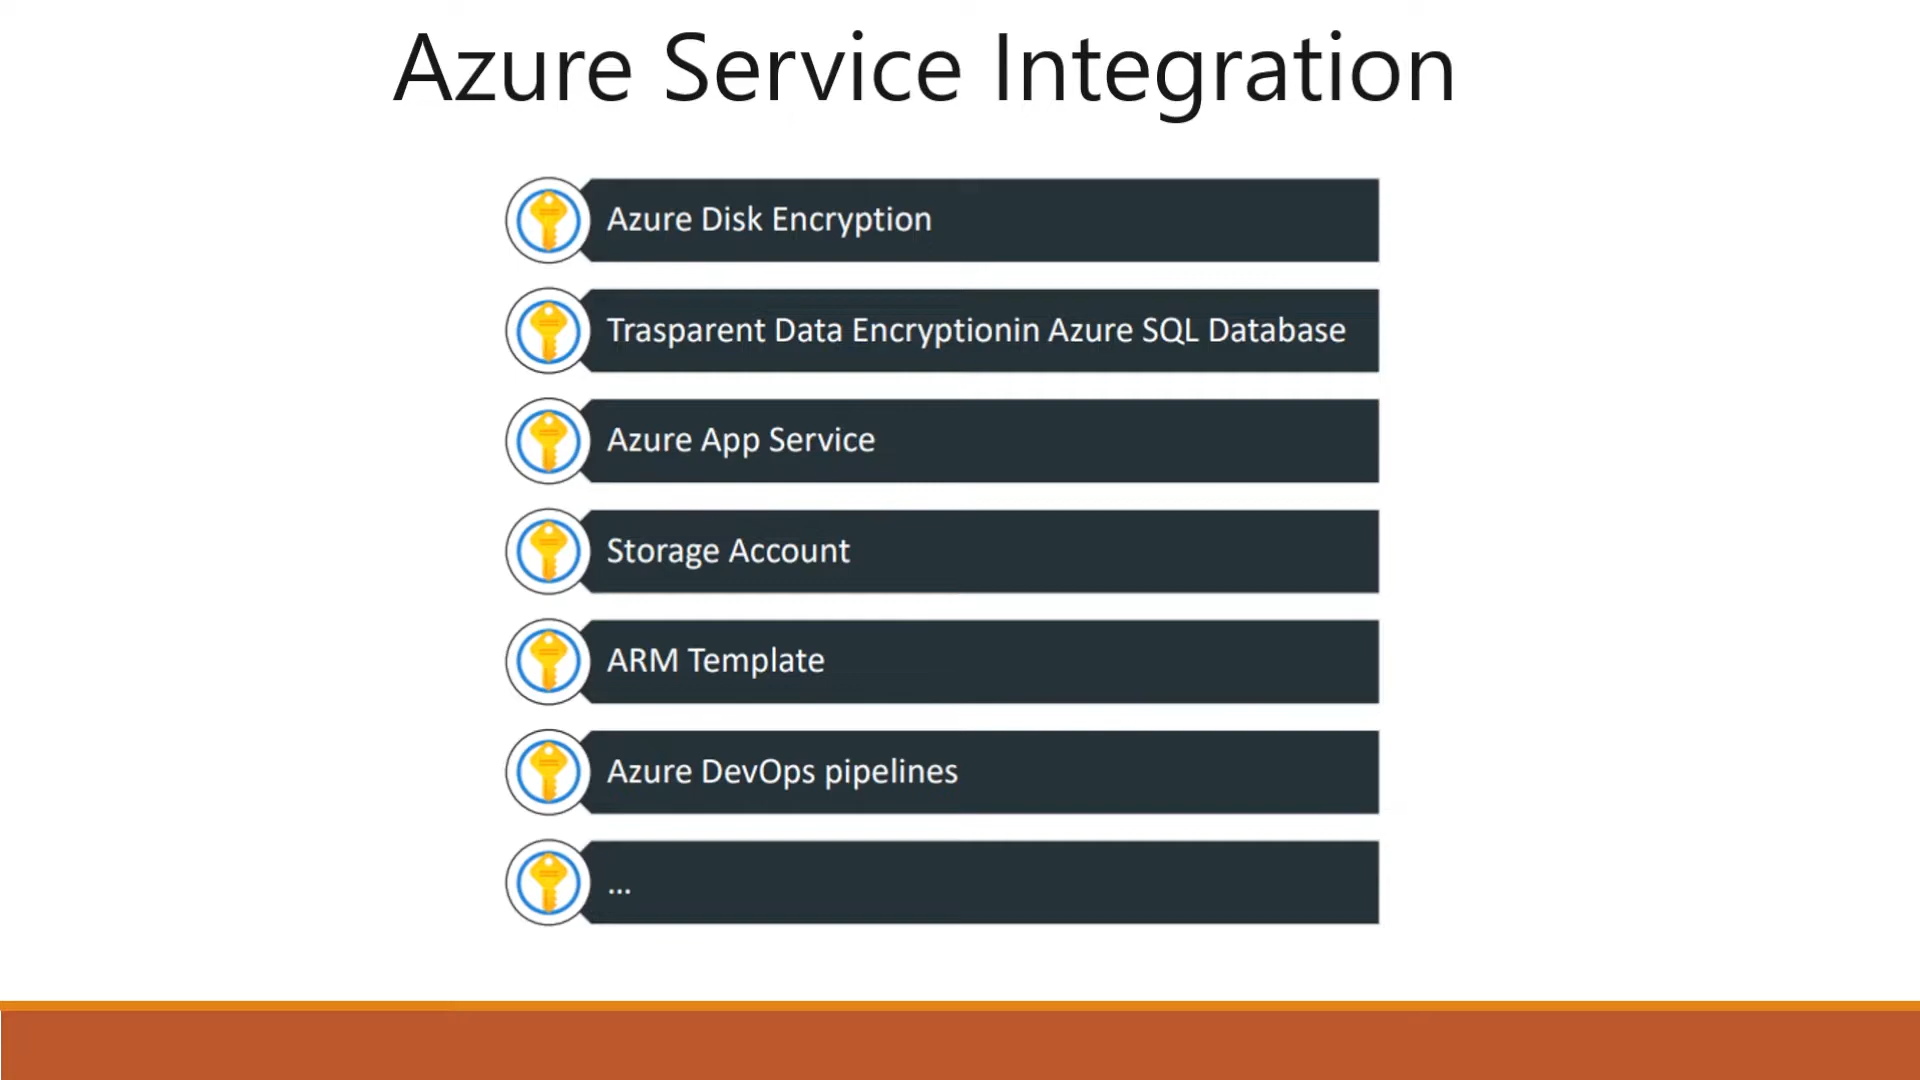 Azure Service Integration
Azure Disk Encryption
Trasparent Data Encryptionin Azure SQL Database
Azure App Service
Storage Account
ARM Template
Azure DevOps pipelines
...